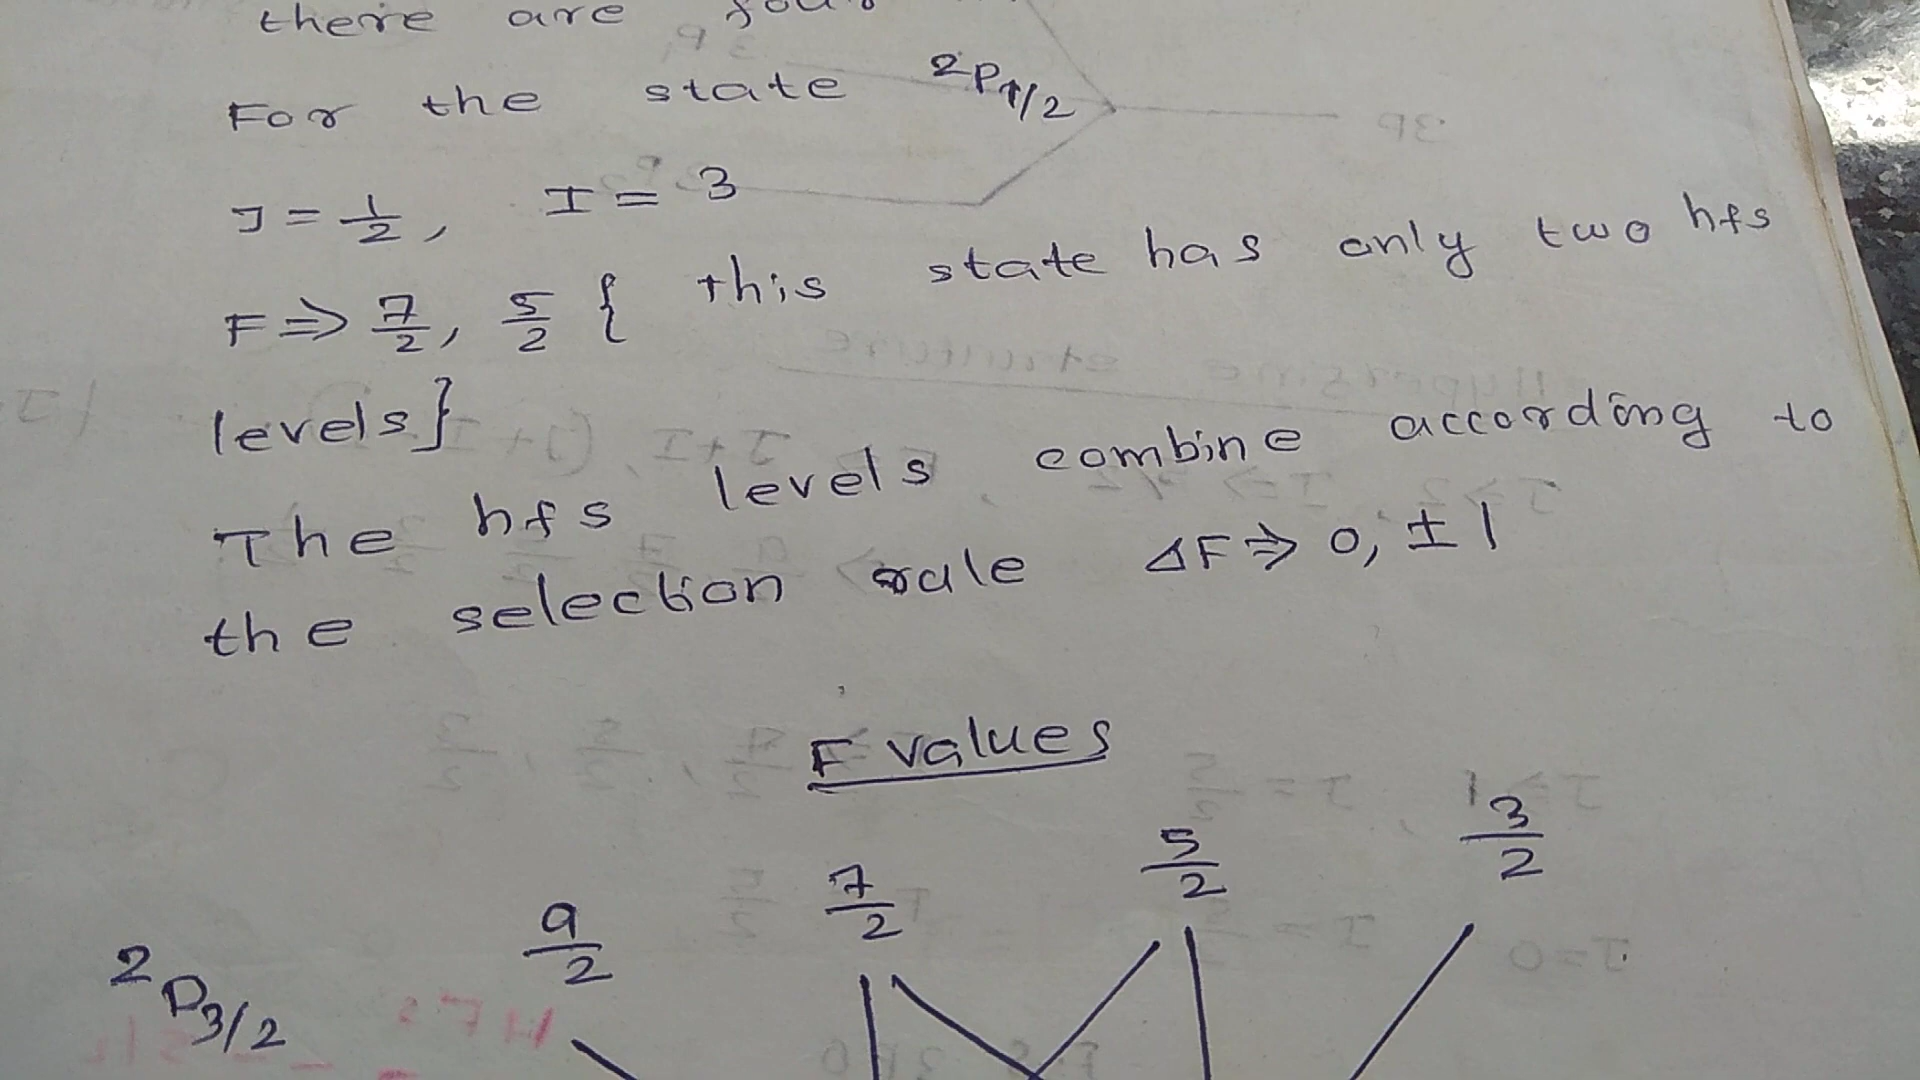 there are four
For the state ²P₁/₂
J = 1/2, I = 3
F ⇒ 7/2, 5/2 { this state has only two hfs
levels}
The hfs levels combine according to
the selection rule ΔF ⇒ 0, ± 1
F values
9/2 7/2 5/2 3/2
²P₃/₂